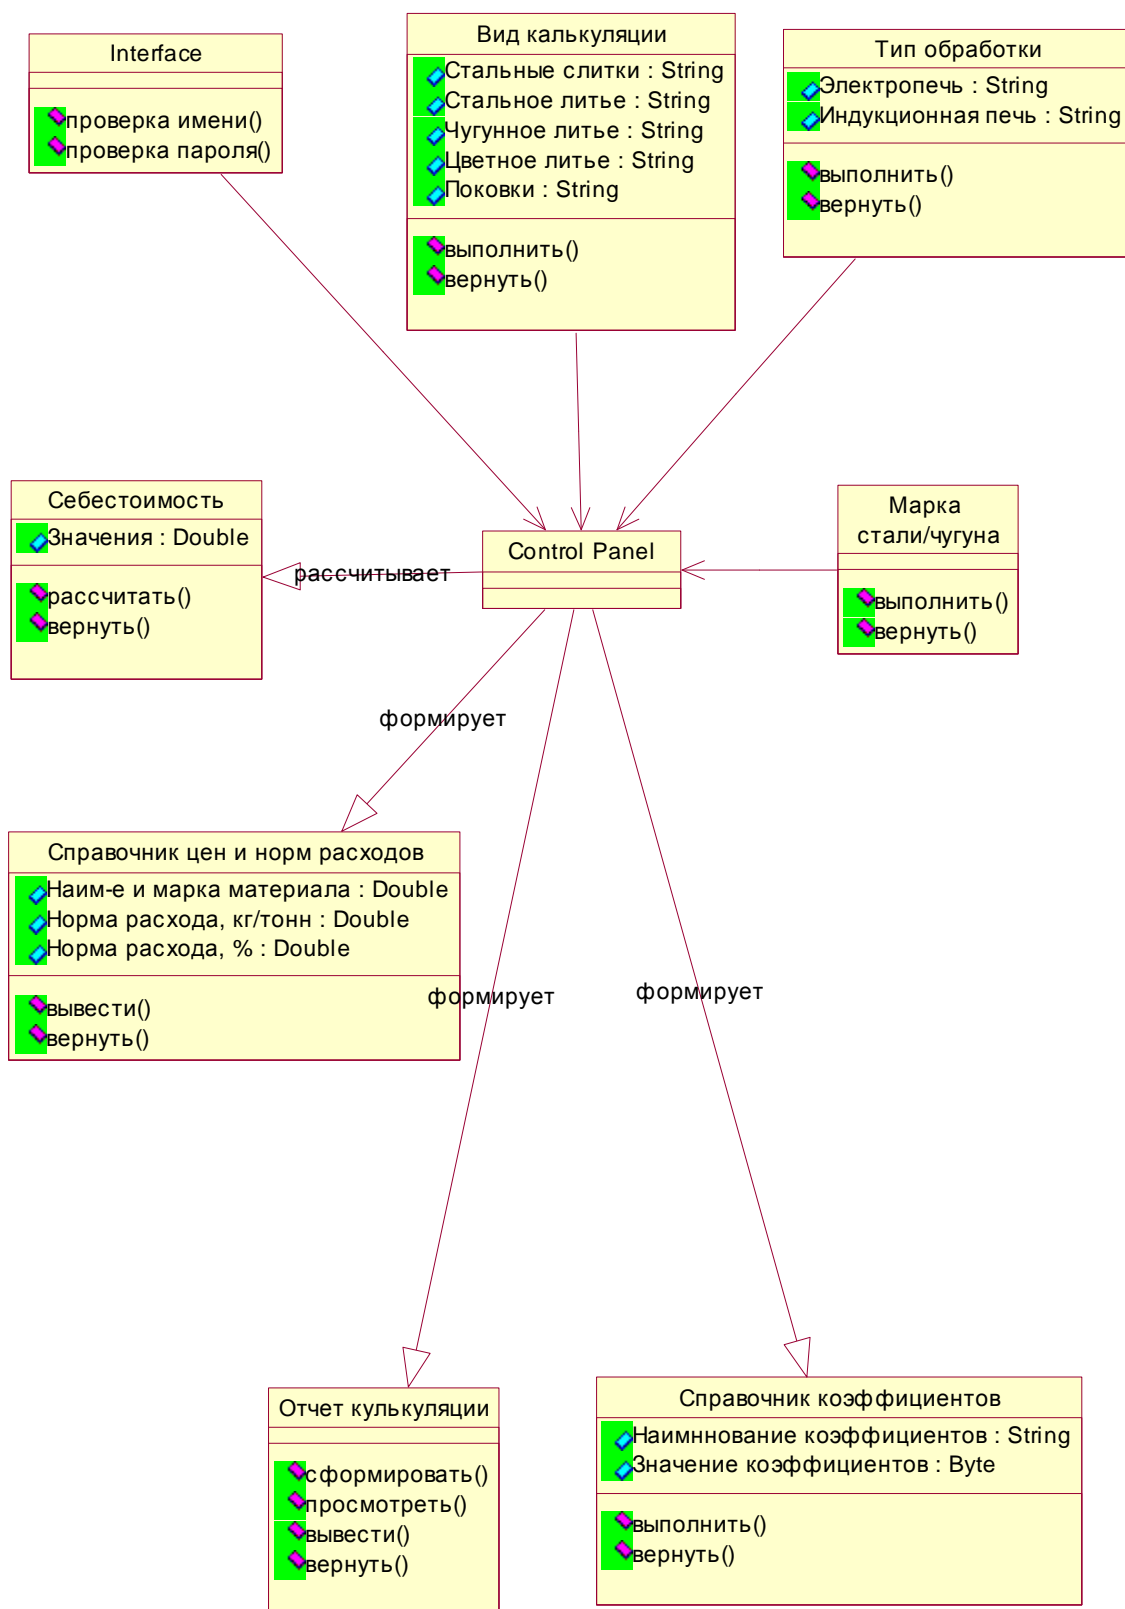 Interface
проверка имени()
проверка пароля()
Вид калькуляции
Стальные слитки : String
Стальное литье : String
Чугунное литье : String
Цветное литье : String
Поковки : String
выполнить()
вернуть()
Тип обработки
Электропечь : String
Индукционная печь : String
выполнить()
вернуть()
Себестоимость
Значения : Double
рассчитать()
вернуть()
рассчитывает
Control Panel
Марка
стали/чугуна
выполнить()
вернуть()
формирует
Справочник цен и норм расходов
Наим-е и марка материала : Double
Норма расхода, кг/тонн : Double
Норма расхода, % : Double
вывести()
вернуть()
формирует
формирует
Отчет кулькуляции
сформировать()
просмотреть()
вывести()
вернуть()
Справочник коэффициентов
Наимннование коэффициентов : String
Значение коэффициентов : Byte
выполнить()
вернуть()